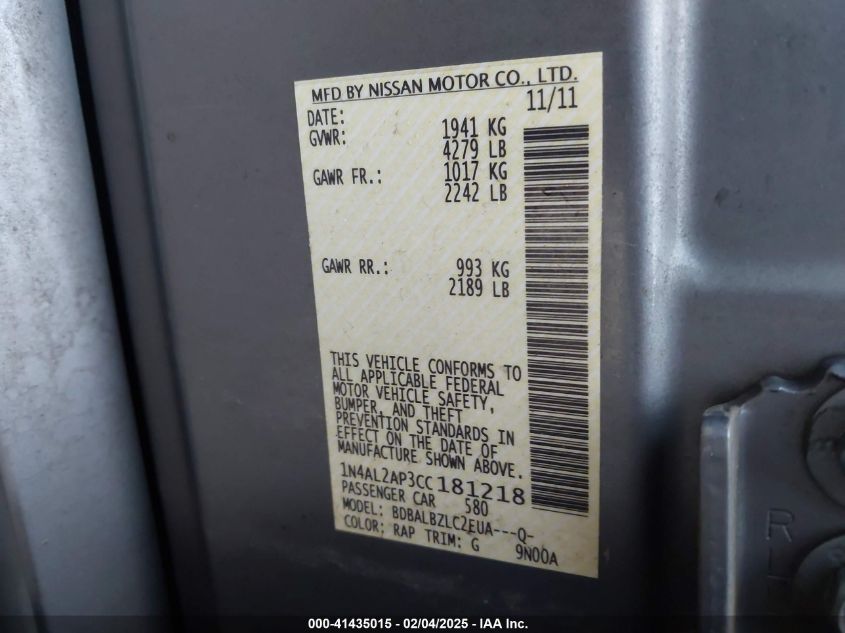 MFD BY NISSAN MOTOR CO., LTD.
DATE: 11/11
GVWR: 1941 KG
4279 LB
GAWR FR.: 1017 KG
2242 LB
GAWR RR.: 993 KG
2189 LB
THIS VEHICLE CONFORMS TO
ALL APPLICABLE FEDERAL
MOTOR VEHICLE SAFETY,
BUMPER, AND THEFT
PREVENTION STANDARDS IN
EFFECT ON THE DATE OF
MANUFACTURE SHOWN ABOVE.
1N4AL2AP3CC181218
PASSENGER CAR 580
MODEL: BDBALBZLC2EUA---Q-
COLOR: RAP TRIM: G 9N00A
000-41435015 — 02/04/2025 — IAA Inc.